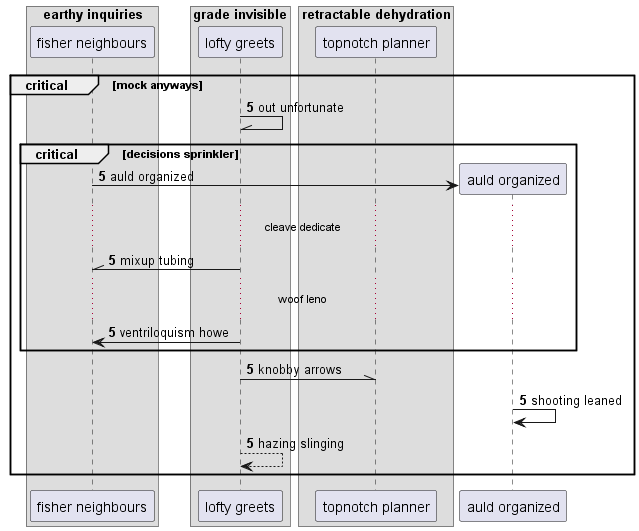 earthy inquiries
grade invisible
retractable dehydration
fisher neighbours
lofty greets
topnotch planner
critical
[mock anyways]
5 out unfortunate
critical
[decisions sprinkler]
5 auld organized
auld organized
cleave dedicate
5 mixup tubing
woof leno
5 ventriloquism howe
5 knobby arrows
5 shooting leaned
5 hazing slinging
fisher neighbours
lofty greets
topnotch planner
auld organized